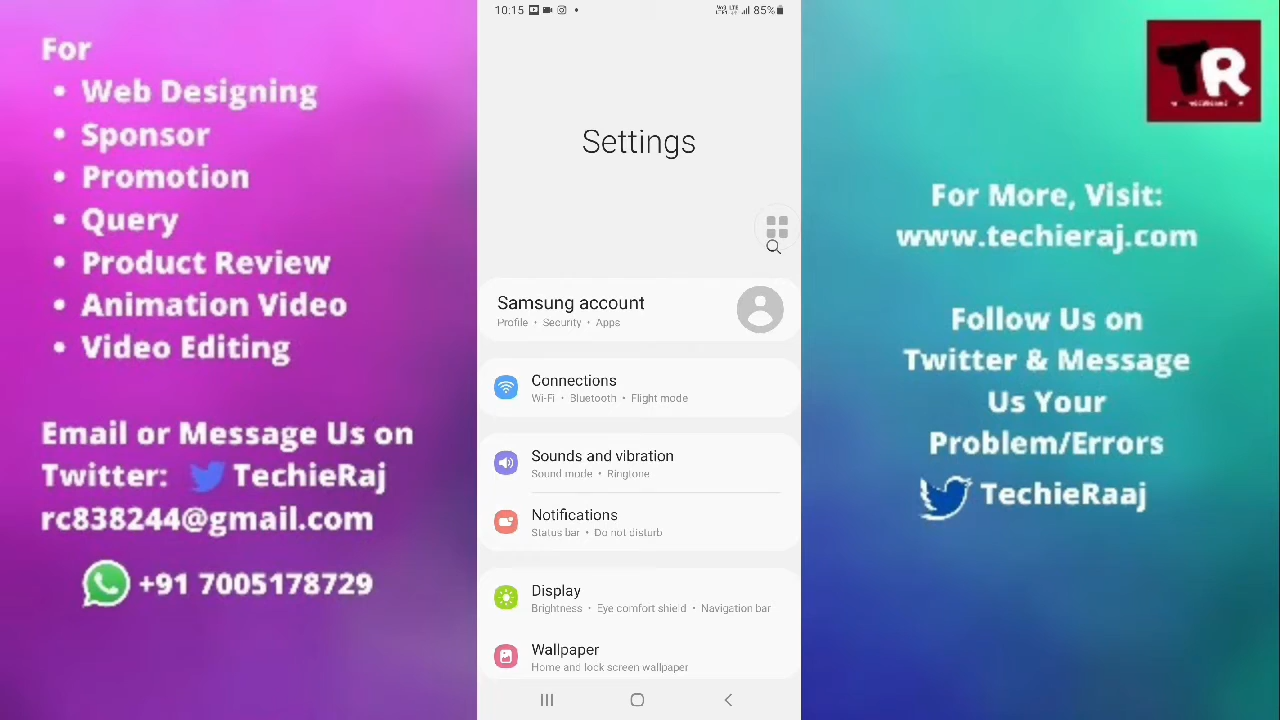 For
• Web Designing
• Sponsor
• Promotion
• Query
• Product Review
• Animation Video
• Video Editing
Email or Message Us on
Twitter: TechieRaj
rc838244@gmail.com
+91 7005178729
10:15
85%
Settings
Samsung account
Profile • Security • Apps
Connections
Wi-Fi • Bluetooth • Flight mode
Sounds and vibration
Sound mode • Ringtone
Notifications
Status bar • Do not disturb
Display
Brightness • Eye comfort shield • Navigation bar
Wallpaper
Home and lock screen wallpaper
TR
For More, Visit:
www.techieraj.com
Follow Us on
Twitter & Message
Us Your
Problem/Errors
TechieRaaj